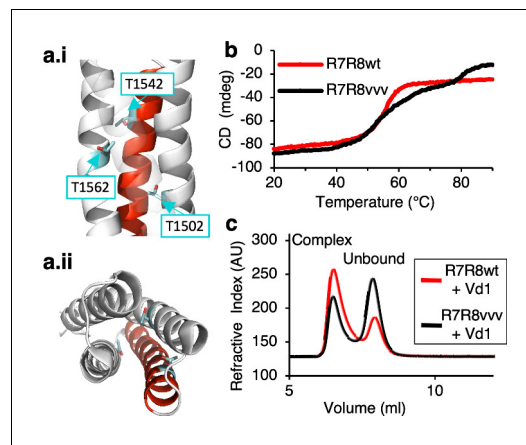 a.i
T1542
T1562
T1502
a.ii
b
R7R8wt
R7R8vvv
CD (mdeg)
0
-20
-40
-60
-80
-100
20
40
60
80
Temperature (°C)
c
Complex
Unbound
Refractive Index (AU)
300
250
200
150
100
5
10
Volume (ml)
R7R8wt
+ Vd1
R7R8vvv
+ Vd1